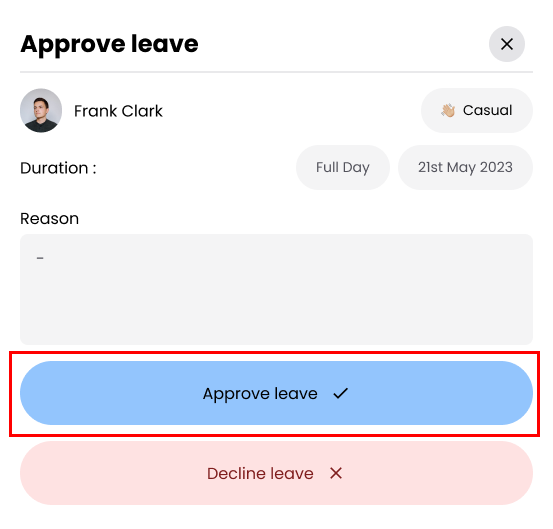 Approve leave
Frank Clark
👋🏼 Casual
Duration :
Full Day
21st May 2023
Reason
-
Approve leave
Decline leave